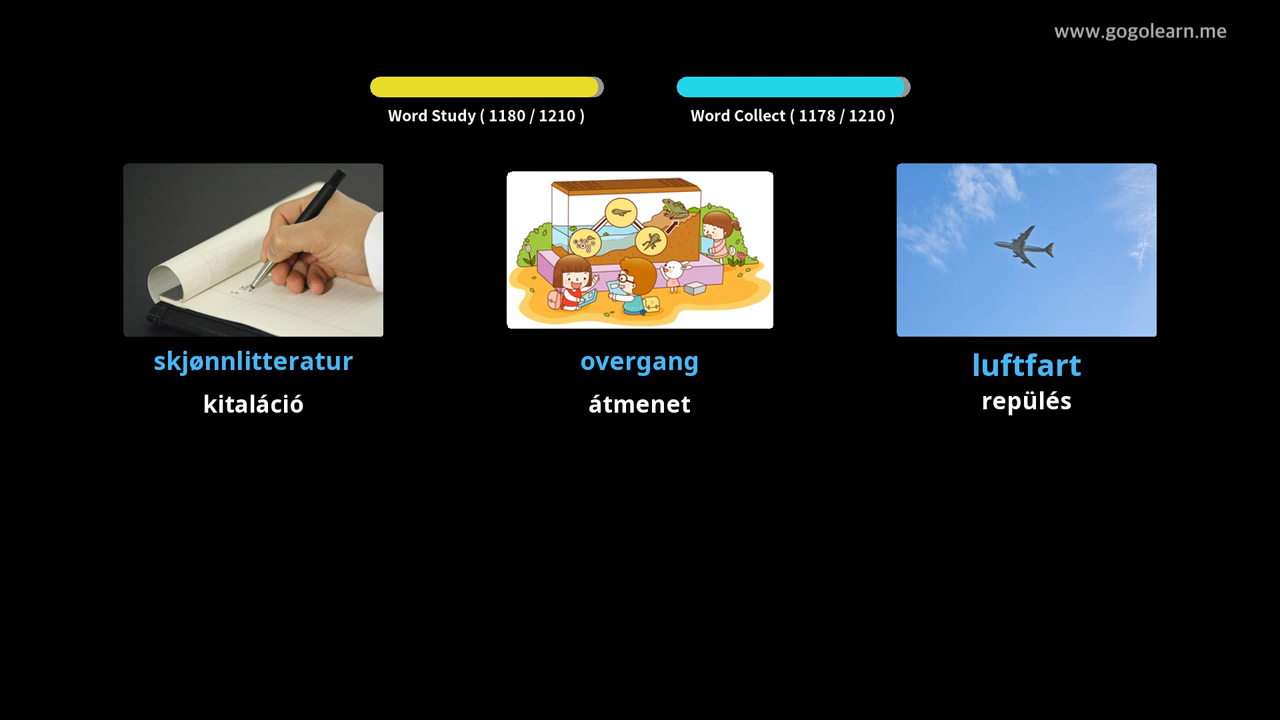 www.gogolearn.me
Word Study ( 1180 / 1210 )
Word Collect ( 1178 / 1210 )
skjønnlitteratur
overgang
luftfart
kitaláció
átmenet
repülés